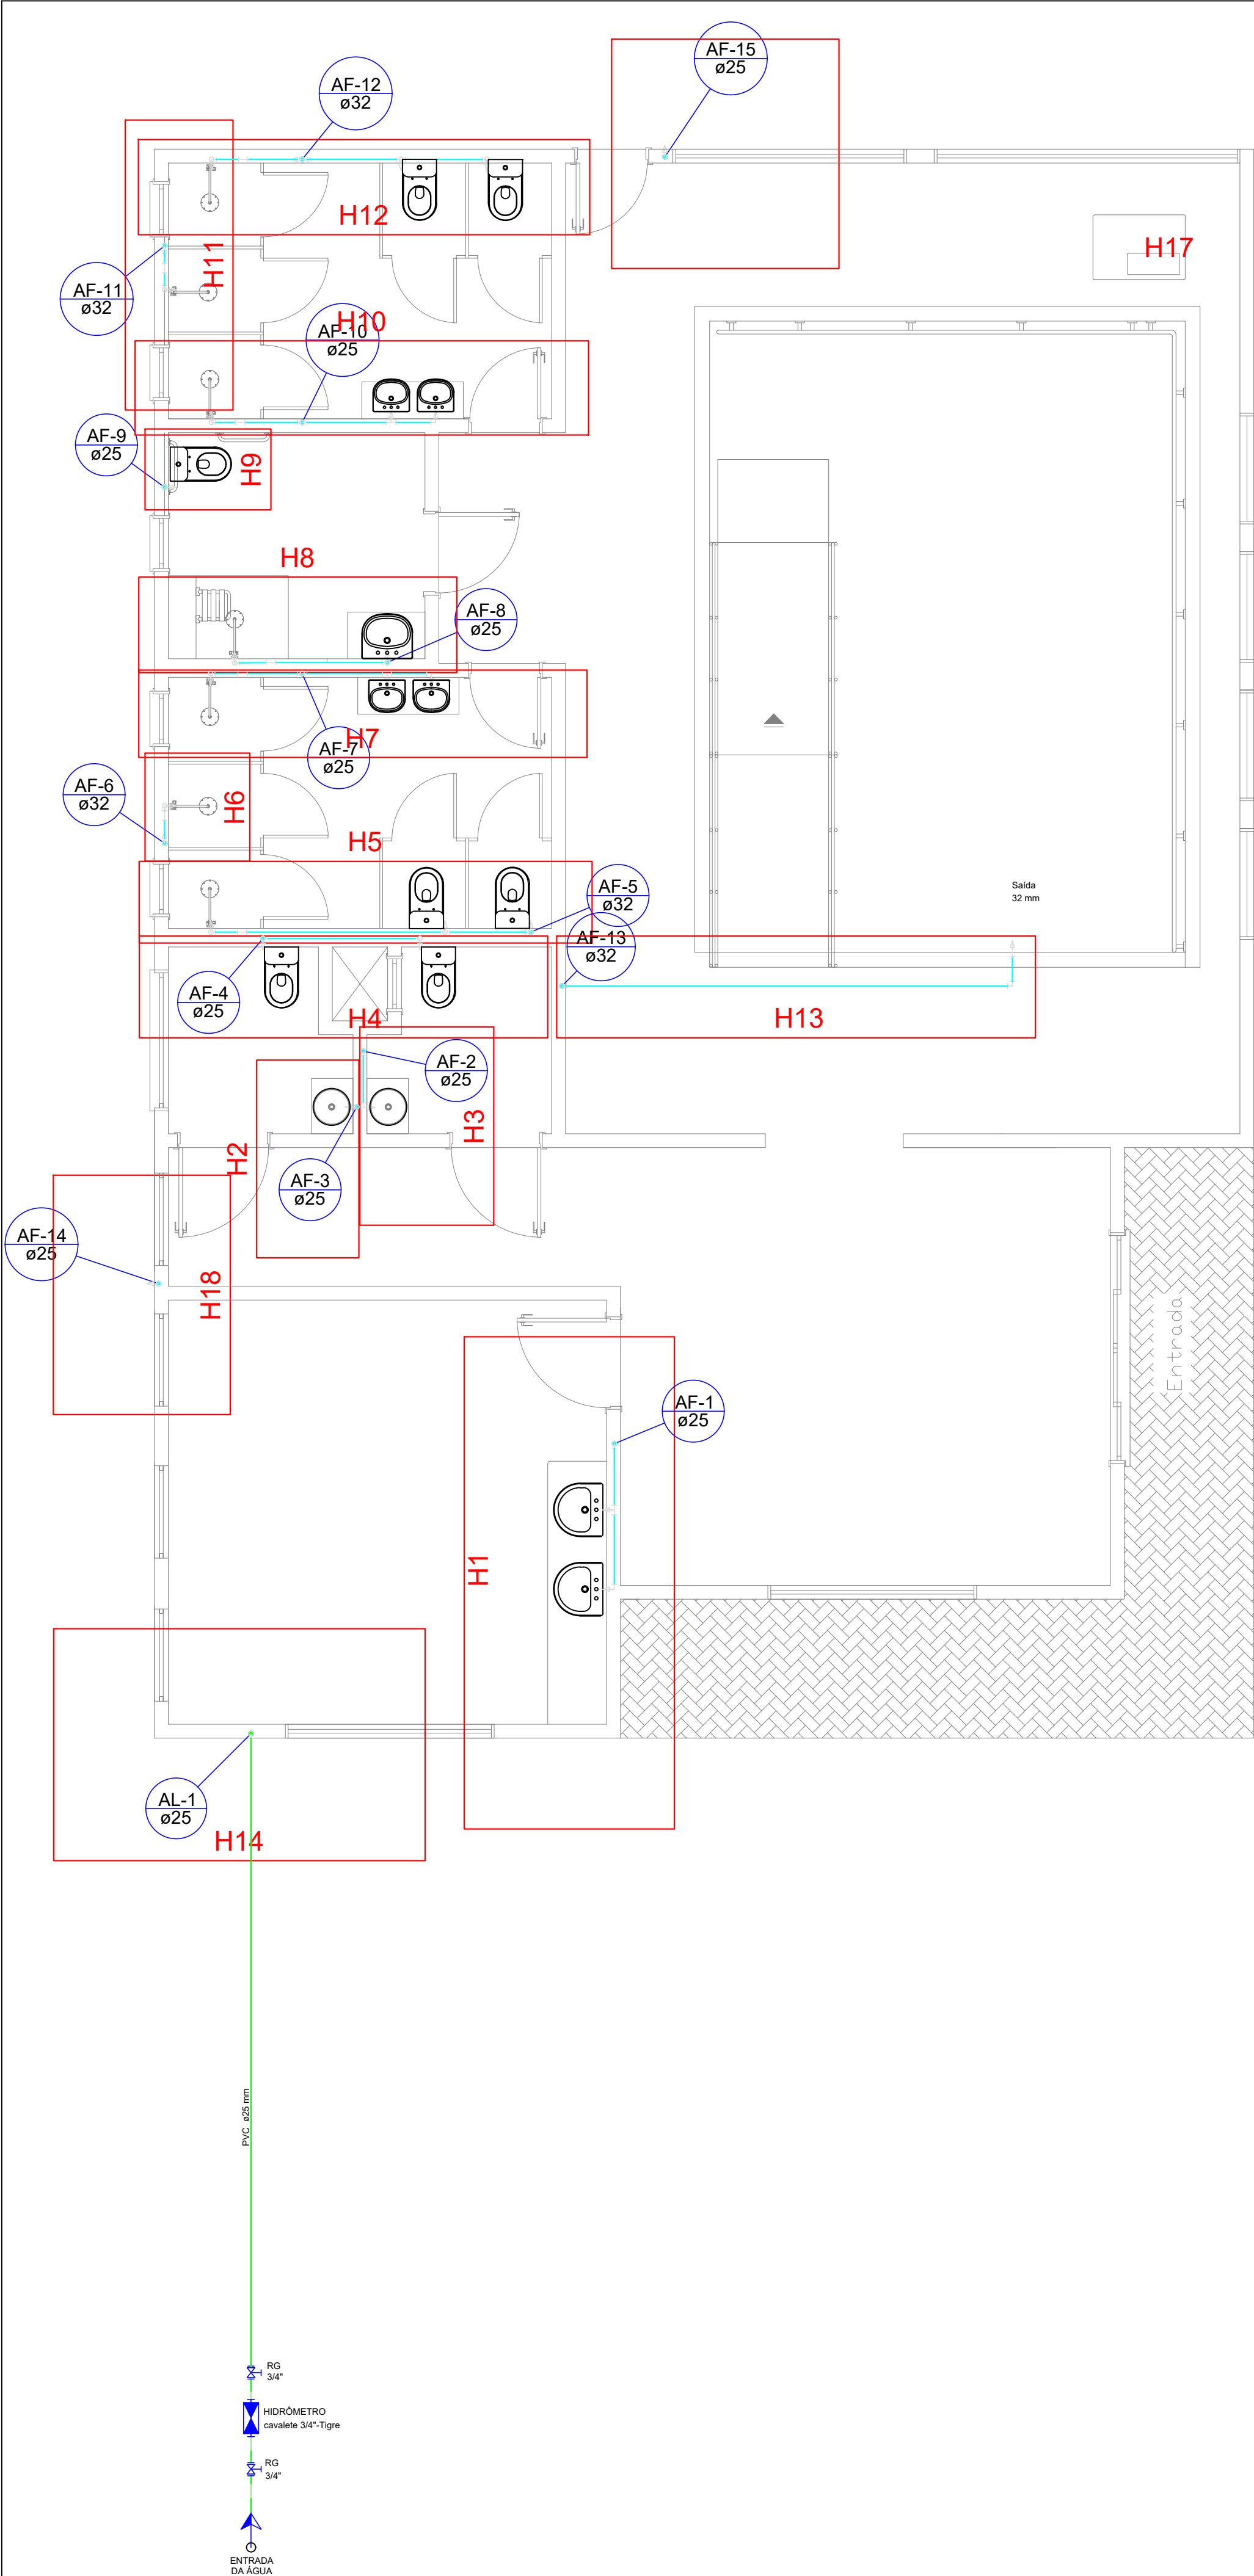 AF-15
ø25
AF-12
ø32
H12
H17
H11
AF-11
ø32
H10
AF-10
ø25
AF-9
ø25
H9
H8
AF-8
ø25
H7
AF-7
ø25
AF-6
ø32
H6
H5
AF-5
ø32
Saída
32 mm
AF-13
ø32
AF-4
ø25
H4
H13
AF-2
ø25
H3
H2
AF-3
ø25
AF-14
ø25
H18
Entrada
AF-1
ø25
H1
AL-1
ø25
H14
PVC ø25 mm
RG
3/4"
HIDRÔMETRO
cavalete 3/4"-Tigre
RG
3/4"
ENTRADA
DA ÁGUA